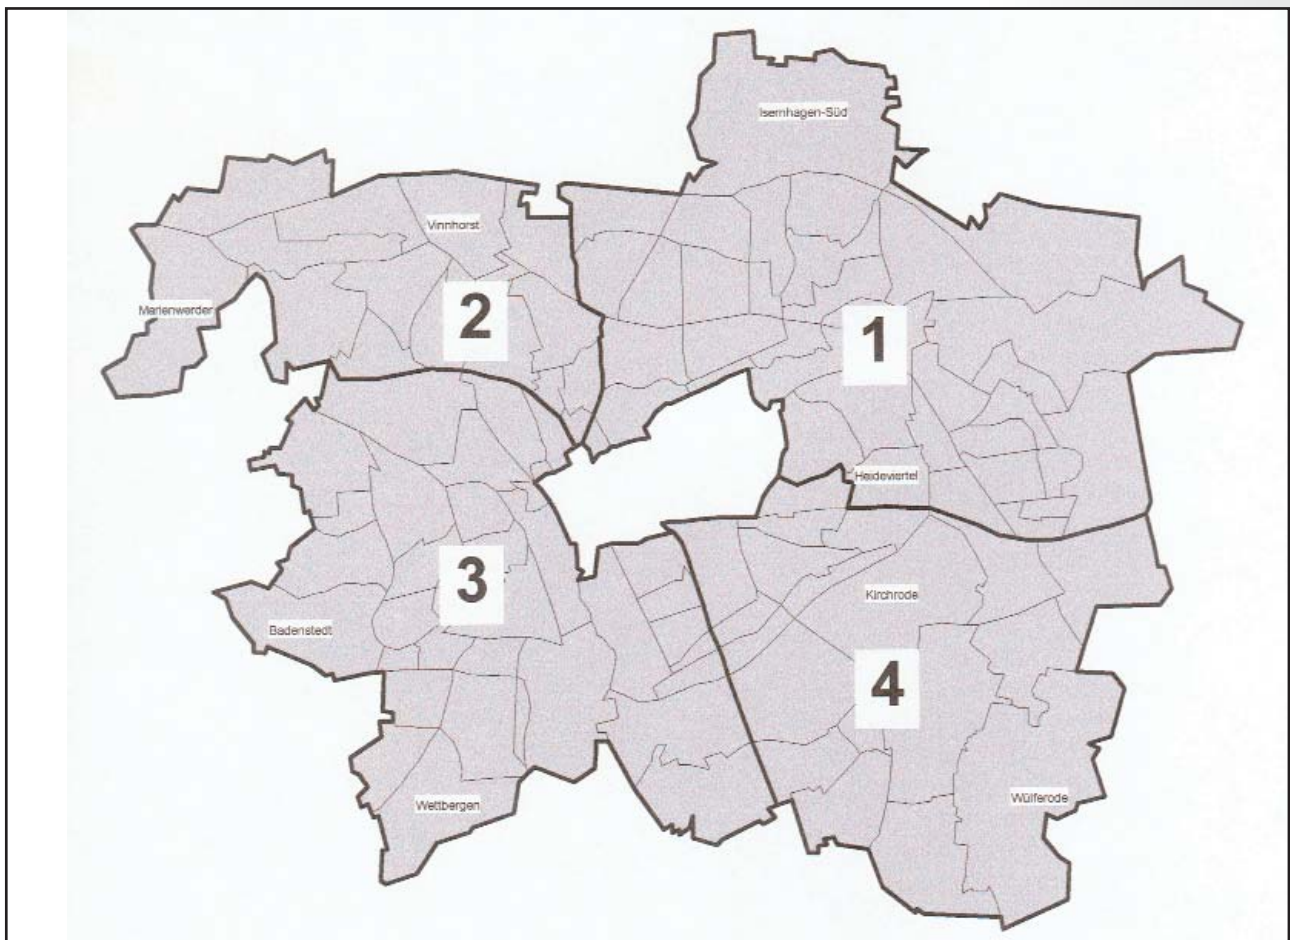 Isernhagen-Süd
Vinnhorst
Marienwerder
2
1
Heideviertel
3
Kirchrode
Badenstedt
4
Wettbergen
Wülferode